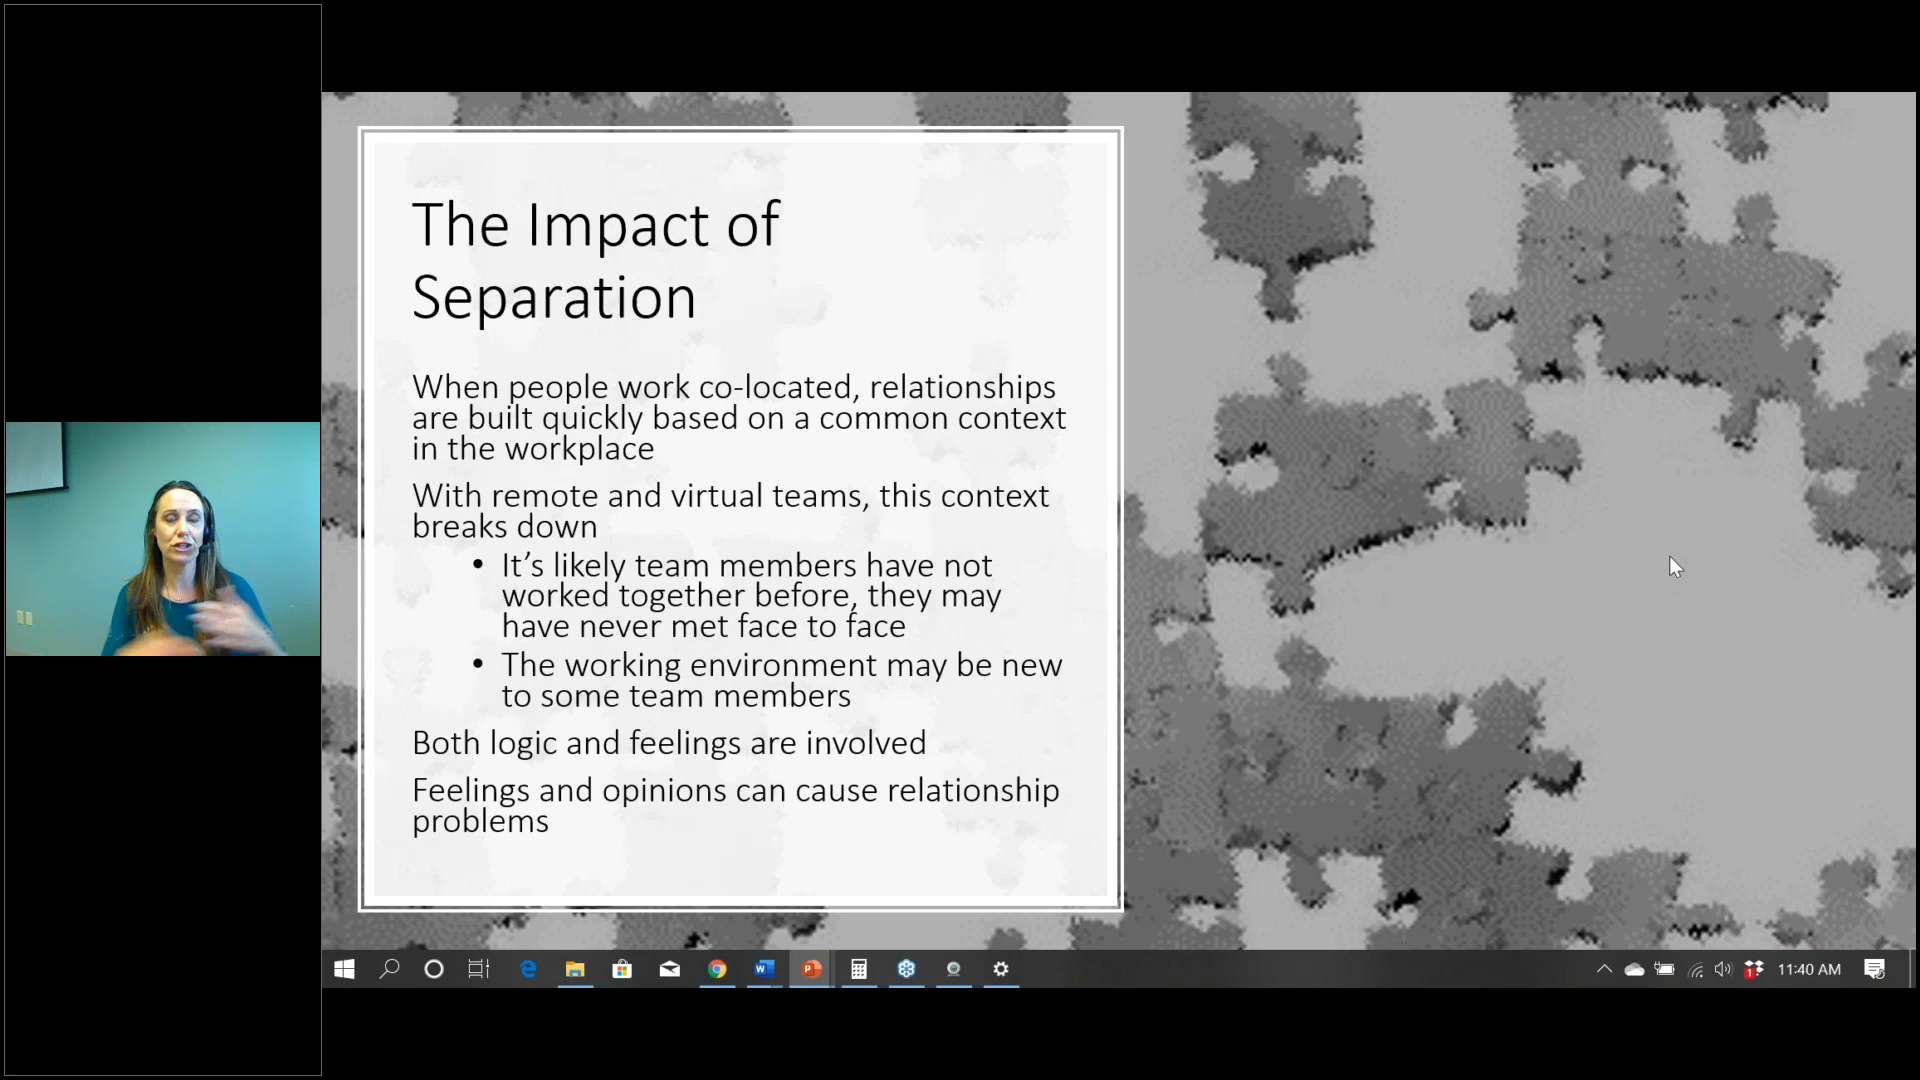 The Impact of
Separation
When people work co-located, relationships
are built quickly based on a common context
in the workplace
With remote and virtual teams, this context
breaks down
• It’s likely team members have not
worked together before, they may
have never met face to face
• The working environment may be new
to some team members
Both logic and feelings are involved
Feelings and opinions can cause relationship
problems
11:40 AM